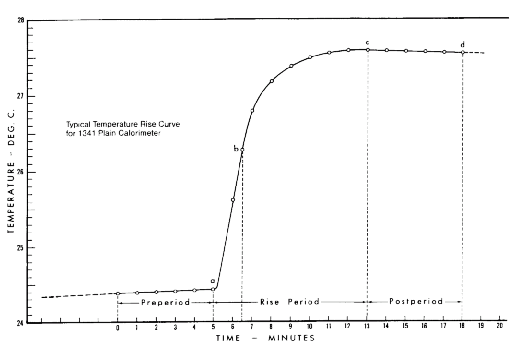 28
27
26
25
24
TEMPERATURE - DEG. C.
Typical Temperature Rise Curve
for 1341 Plain Calorimeter
a
b
c
d
Preperiod
Rise Period
Postperiod
0 1 2 3 4 5 6 7 8 9 10 11 12 13 14 15 16 17 18 19 20
TIME - MINUTES